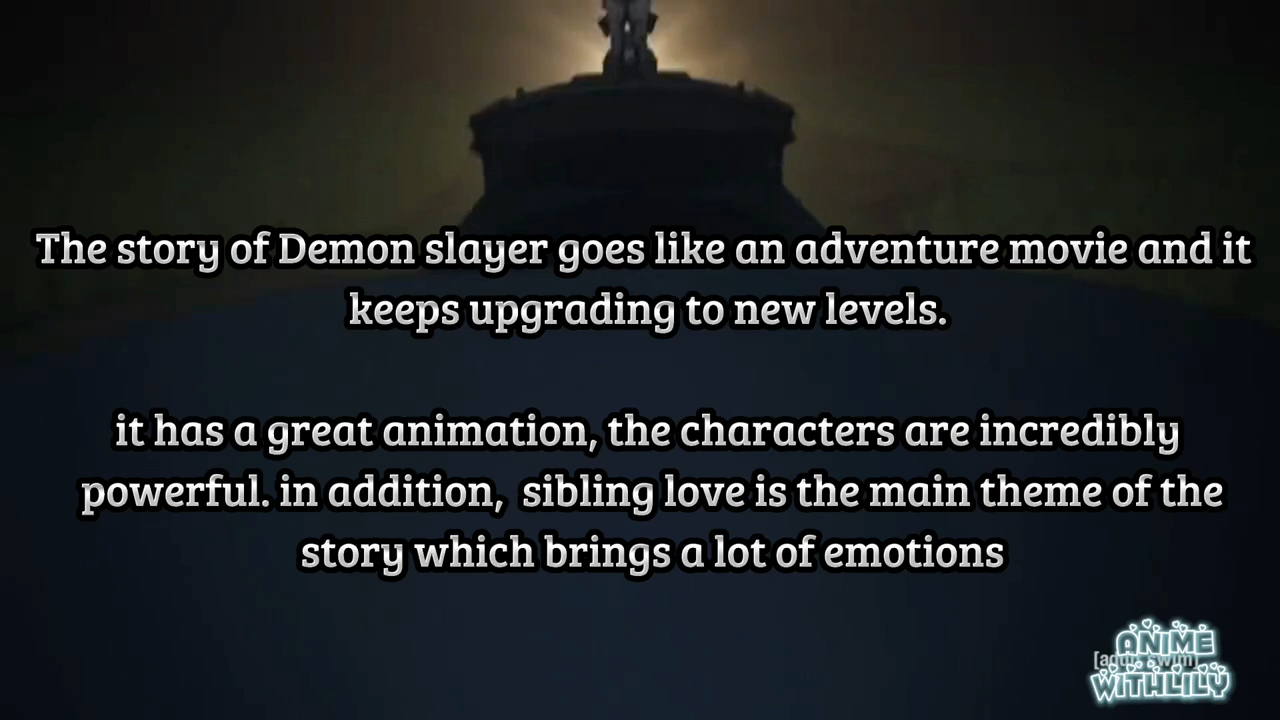 The story of Demon slayer goes like an adventure movie and it
keeps upgrading to new levels.
it has a great animation, the characters are incredibly
powerful. in addition,  sibling love is the main theme of the
story which brings a lot of emotions
ANIME
[adult swim]
WITHLILY